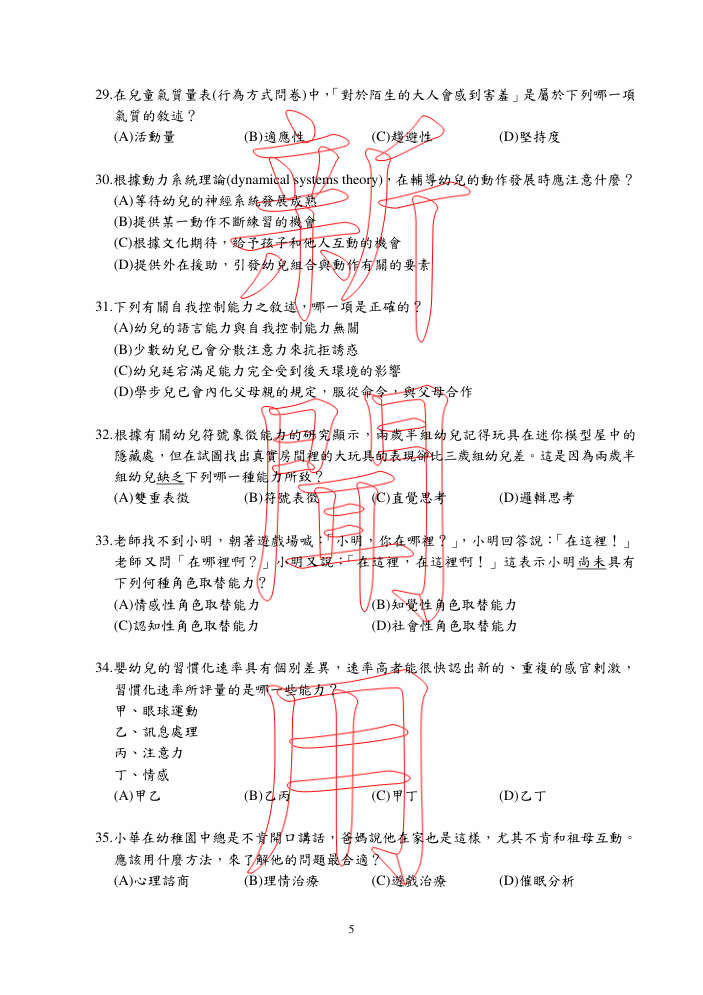 29.在兒童氣質量表(行為方式問卷)中，「對於陌生的大人會感到害羞」是屬於下列哪一項
氣質的敘述？
(A)活動量 (B)適應性 (C)趨避性 (D)堅持度
30.根據動力系統理論(dynamical systems theory)，在輔導幼兒的動作發展時應注意什麼？
(A)等待幼兒的神經系統發展成熟
(B)提供某一動作不斷練習的機會
(C)根據文化期待，給予孩子和他人互動的機會
(D)提供外在援助，引發幼兒組合與動作有關的要素
31.下列有關自我控制能力之敘述，哪一項是正確的？
(A)幼兒的語言能力與自我控制能力無關
(B)少數幼兒已會分散注意力來抗拒誘惑
(C)幼兒延宕滿足能力完全受到後天環境的影響
(D)學步兒已會內化父母親的規定，服從命令，與父母合作
32.根據有關幼兒符號象徵能力的研究顯示，兩歲半組幼兒記得玩具在迷你模型屋中的
隱藏處，但在試圖找出真實房間裡的大玩具的表現卻比三歲組幼兒差。這是因為兩歲半
組幼兒缺乏下列哪一種能力所致？
(A)雙重表徵 (B)符號表徵 (C)直覺思考 (D)邏輯思考
33.老師找不到小明，朝著遊戲場喊：「小明，你在哪裡？」，小明回答說：「在這裡！」
老師又問「在哪裡啊？」小明又說：「在這裡，在這裡啊！」這表示小明尚未具有
下列何種角色取替能力？
(A)情感性角色取替能力 (B)知覺性角色取替能力
(C)認知性角色取替能力 (D)社會性角色取替能力
34.嬰幼兒的習慣化速率具有個別差異，速率高者能很快認出新的、重複的感官刺激，
習慣化速率所評量的是哪一些能力？
甲、眼球運動
乙、訊息處理
丙、注意力
丁、情感
(A)甲乙 (B)乙丙 (C)甲丁 (D)乙丁
35.小華在幼稚園中總是不肯開口講話，爸媽說他在家也是這樣，尤其不肯和祖母互動。
應該用什麼方法，來了解他的問題最合適？
(A)心理諮商 (B)理情治療 (C)遊戲治療 (D)催眠分析
新
聞
用
5